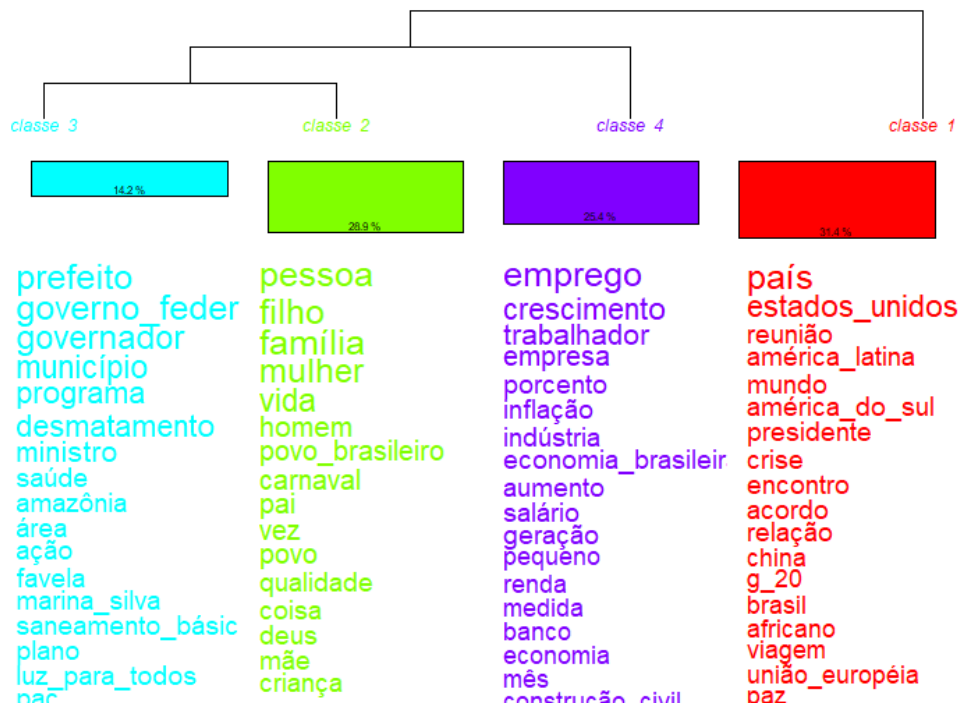 classe 3
classe 2
classe 4
classe 1
14.2 %
28.9 %
25.4 %
31.4 %
prefeito
governo_feder
governador
município
programa
desmatamento
ministro
saúde
amazônia
área
ação
favela
marina_silva
saneamento_básic
plano
luz_para_todos
pac
pessoa
filho
família
mulher
vida
homem
povo_brasileiro
carnaval
pai
vez
povo
qualidade
coisa
deus
mãe
criança
emprego
crescimento
trabalhador
empresa
porcento
inflação
indústria
economia_brasileir
aumento
salário
geração
pequeno
renda
medida
banco
economia
mês
construção_civil
país
estados_unidos
reunião
américa_latina
mundo
américa_do_sul
presidente
crise
encontro
acordo
relação
china
g_20
brasil
africano
viagem
união_européia
paz